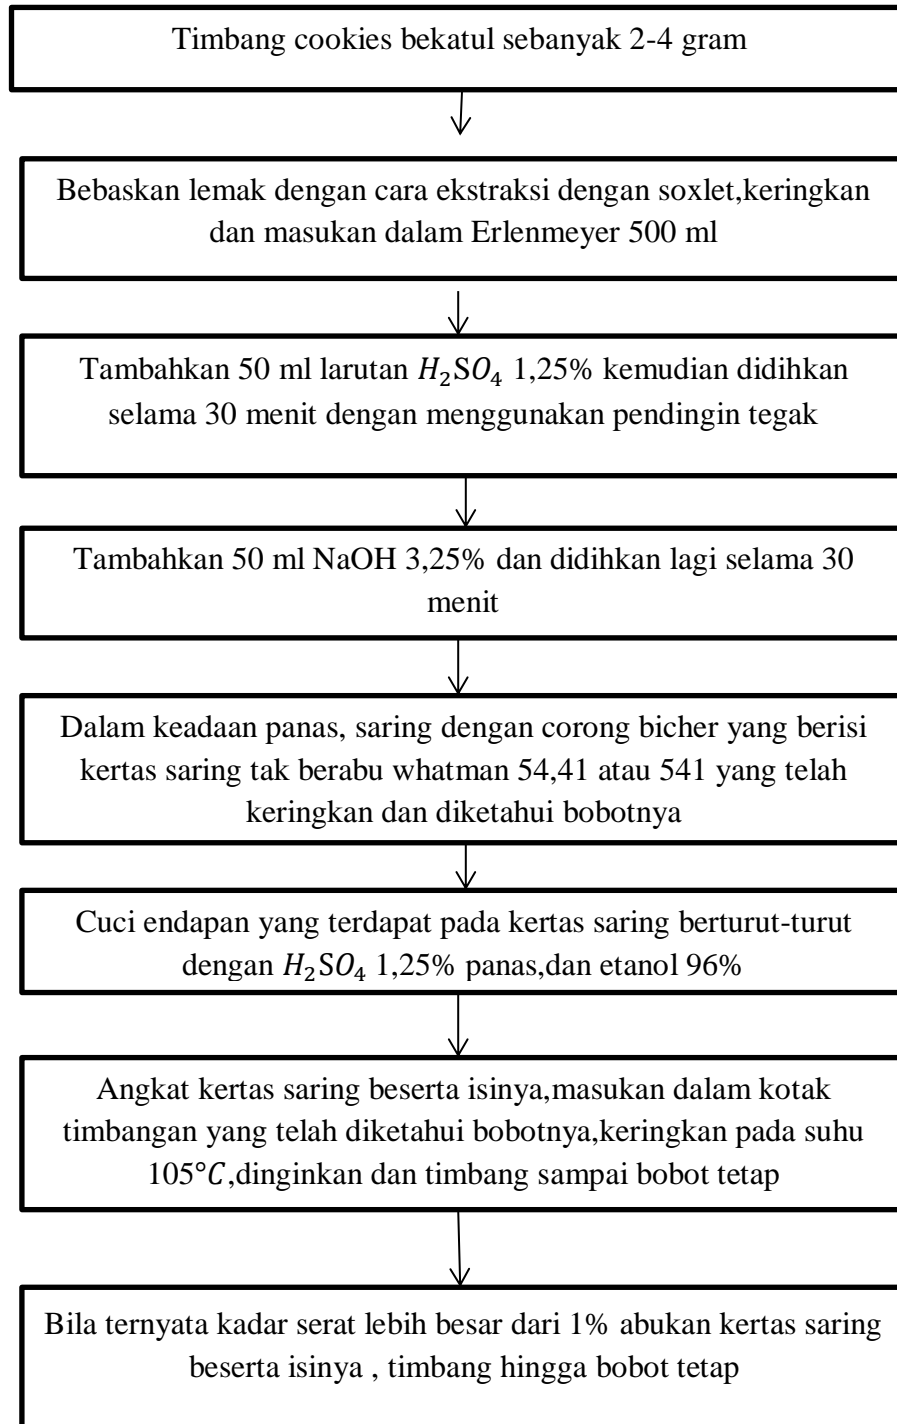 Timbang cookies bekatul sebanyak 2-4 gram
Bebaskan lemak dengan cara ekstraksi dengan soxlet,keringkan
dan masukan dalam Erlenmeyer 500 ml
Tambahkan 50 ml larutan H₂SO₄ 1,25% kemudian didihkan
selama 30 menit dengan menggunakan pendingin tegak
Tambahkan 50 ml NaOH 3,25% dan didihkan lagi selama 30
menit
Dalam keadaan panas, saring dengan corong bicher yang berisi
kertas saring tak berabu whatman 54,41 atau 541 yang telah
keringkan dan diketahui bobotnya
Cuci endapan yang terdapat pada kertas saring berturut-turut
dengan H₂SO₄ 1,25% panas,dan etanol 96%
Angkat kertas saring beserta isinya,masukan dalam kotak
timbangan yang telah diketahui bobotnya,keringkan pada suhu
105°C,dinginkan dan timbang sampai bobot tetap
Bila ternyata kadar serat lebih besar dari 1% abukan kertas saring
beserta isinya , timbang hingga bobot tetap